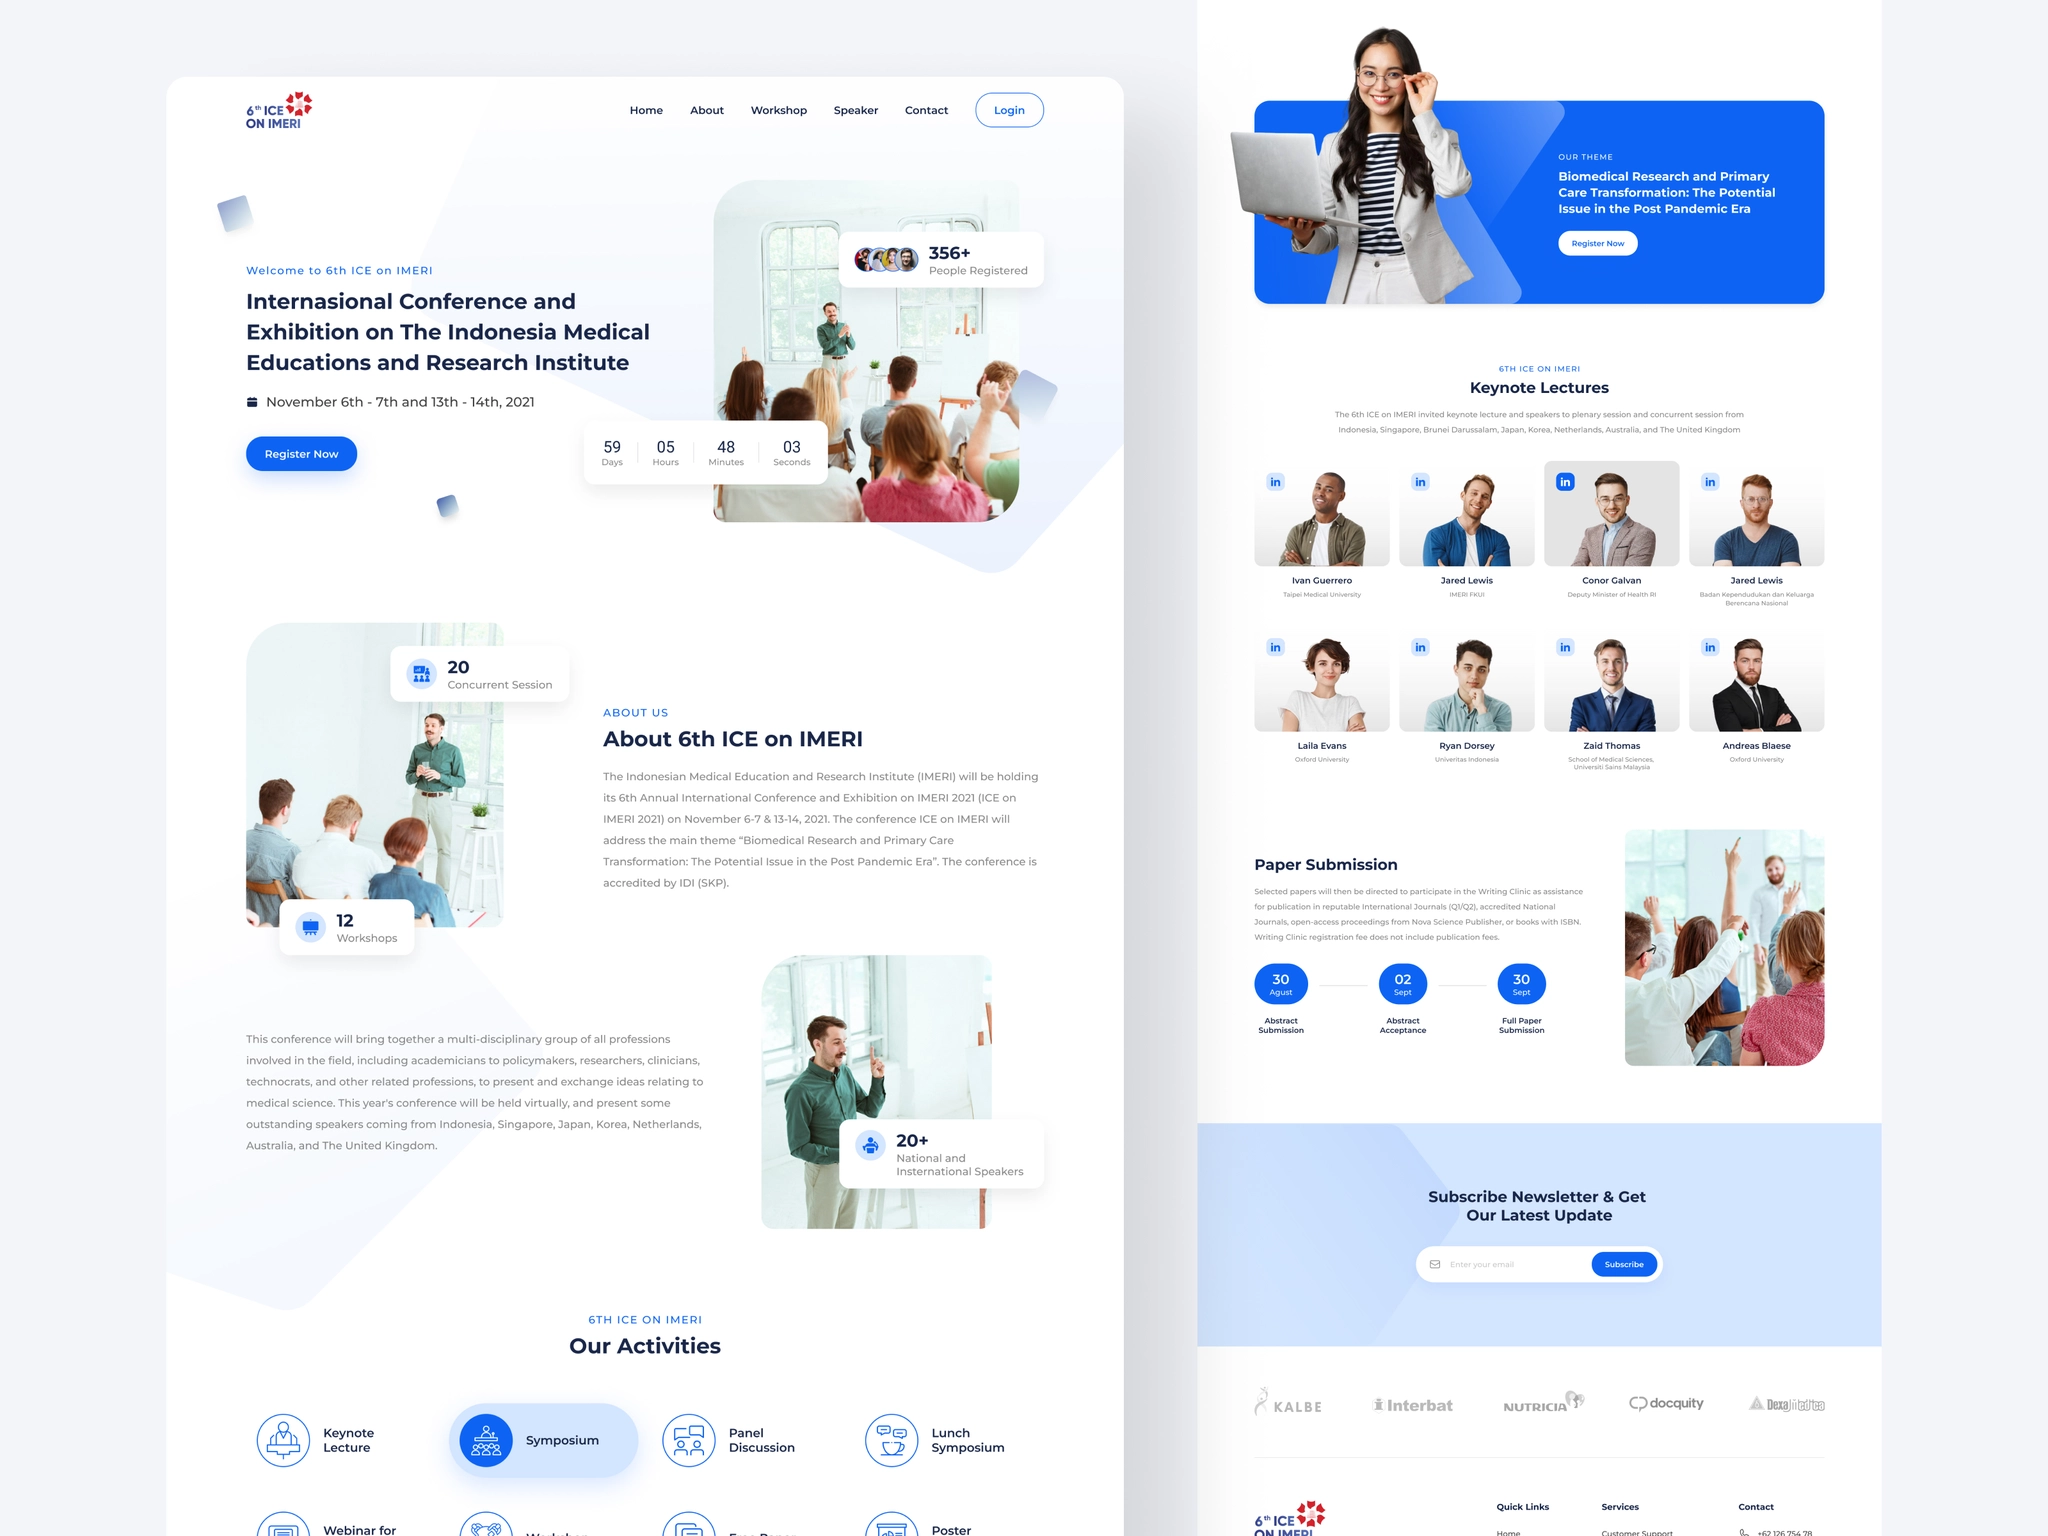 6th ICE
ON IMERI
Home
About
Workshop
Speaker
Contact
Login
Welcome to 6th ICE on IMERI
Internasional Conference and
Exhibition on The Indonesia Medical
Educations and Research Institute
November 6th - 7th and 13th - 14th, 2021
Register Now
356+
People Registered
59
Days
05
Hours
48
Minutes
03
Seconds
20
Concurrent Session
12
Workshops
ABOUT US
About 6th ICE on IMERI
The Indonesian Medical Education and Research Institute (IMERI) will be holding
its 6th Annual International Conference and Exhibition on IMERI 2021 (ICE on
IMERI 2021) on November 6-7 & 13-14, 2021. The conference ICE on IMERI will
address the main theme “Biomedical Research and Primary Care
Transformation: The Potential Issue in the Post Pandemic Era”. The conference is
accredited by IDI (SKP).
This conference will bring together a multi-disciplinary group of all professions
involved in the field, including academicians to policymakers, researchers, clinicians,
technocrats, and other related professions, to present and exchange ideas relating to
medical science. This year's conference will be held virtually, and present some
outstanding speakers coming from Indonesia, Singapore, Japan, Korea, Netherlands,
Australia, and The United Kingdom.
20+
National and
Insternational Speakers
6TH ICE ON IMERI
Our Activities
Keynote
Lecture
Symposium
Panel
Discussion
Lunch
Symposium
Webinar for
Workshop
Free Paper
Poster
OUR THEME
Biomedical Research and Primary
Care Transformation: The Potential
Issue in the Post Pandemic Era
Register Now
6TH ICE ON IMERI
Keynote Lectures
The 6th ICE on IMERI invited keynote lecture and speakers to plenary session and concurrent session from
Indonesia, Singapore, Brunei Darussalam, Japan, Korea, Netherlands, Australia, and The United Kingdom
in
in
in
in
Ivan Guerrero
Taipei Medical University
Jared Lewis
IMERI FKUI
Conor Galvan
Deputy Minister of Health RI
Jared Lewis
Badan Kependudukan dan Keluarga
Berencana Nasional
in
in
in
in
Laila Evans
Oxford University
Ryan Dorsey
Univeritas Indonesia
Zaid Thomas
School of Medical Sciences,
Universiti Sains Malaysia
Andreas Blaese
Oxford University
Paper Submission
Selected papers will then be directed to participate in the Writing Clinic as assistance
for publication in reputable International Journals (Q1/Q2), accredited National
Journals, open-access proceedings from Nova Science Publisher, or books with ISBN.
Writing Clinic registration fee does not include publication fees.
30
Agust
Abstract
Submission
02
Sept
Abstract
Acceptance
30
Sept
Full Paper
Submission
Subscribe Newsletter & Get
Our Latest Update
Enter your email
Subscribe
KALBE
Interbat
NUTRICIA
docquity
Dexa
6th ICE
ON IMERI
Quick Links
Home
Services
Customer Support
Contact
+62 126 754 78